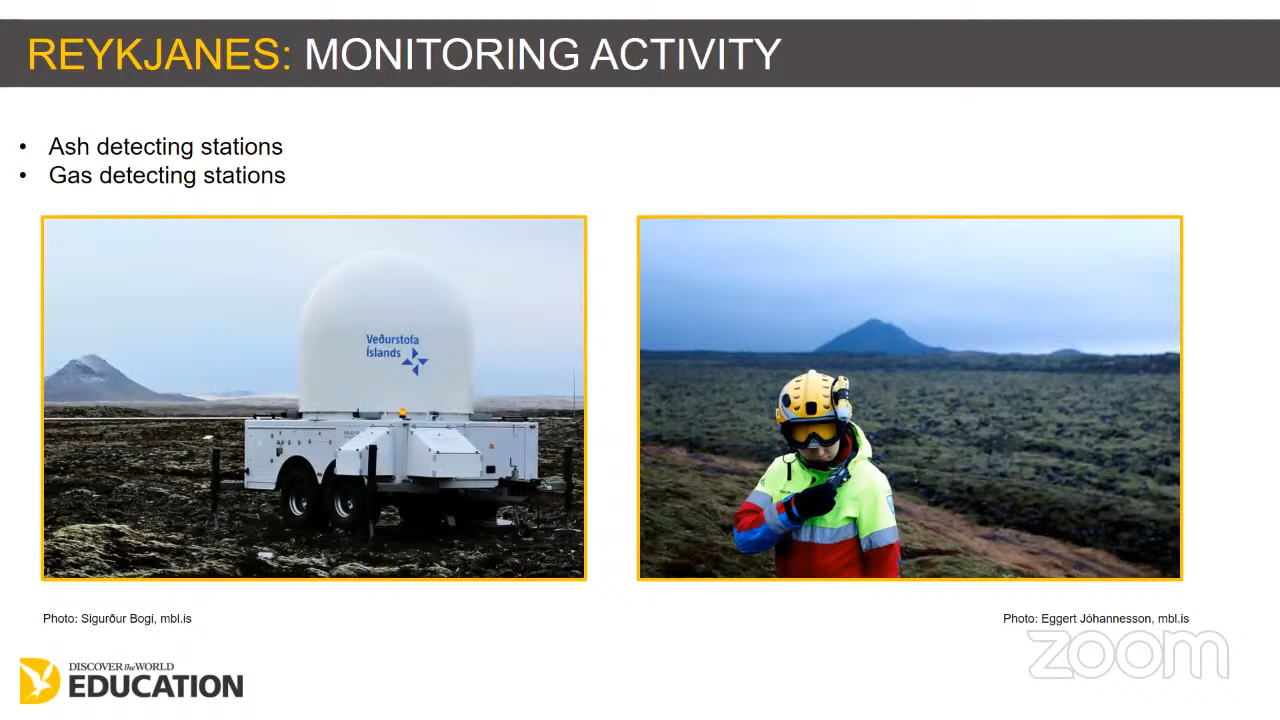 REYKJANES: MONITORING ACTIVITY
• Ash detecting stations
• Gas detecting stations
Veðurstofa
Íslands
Photo: Sigurður Bogi, mbl.is
Photo: Eggert Jóhannesson, mbl.is
zoom
DISCOVER the WORLD
EDUCATION